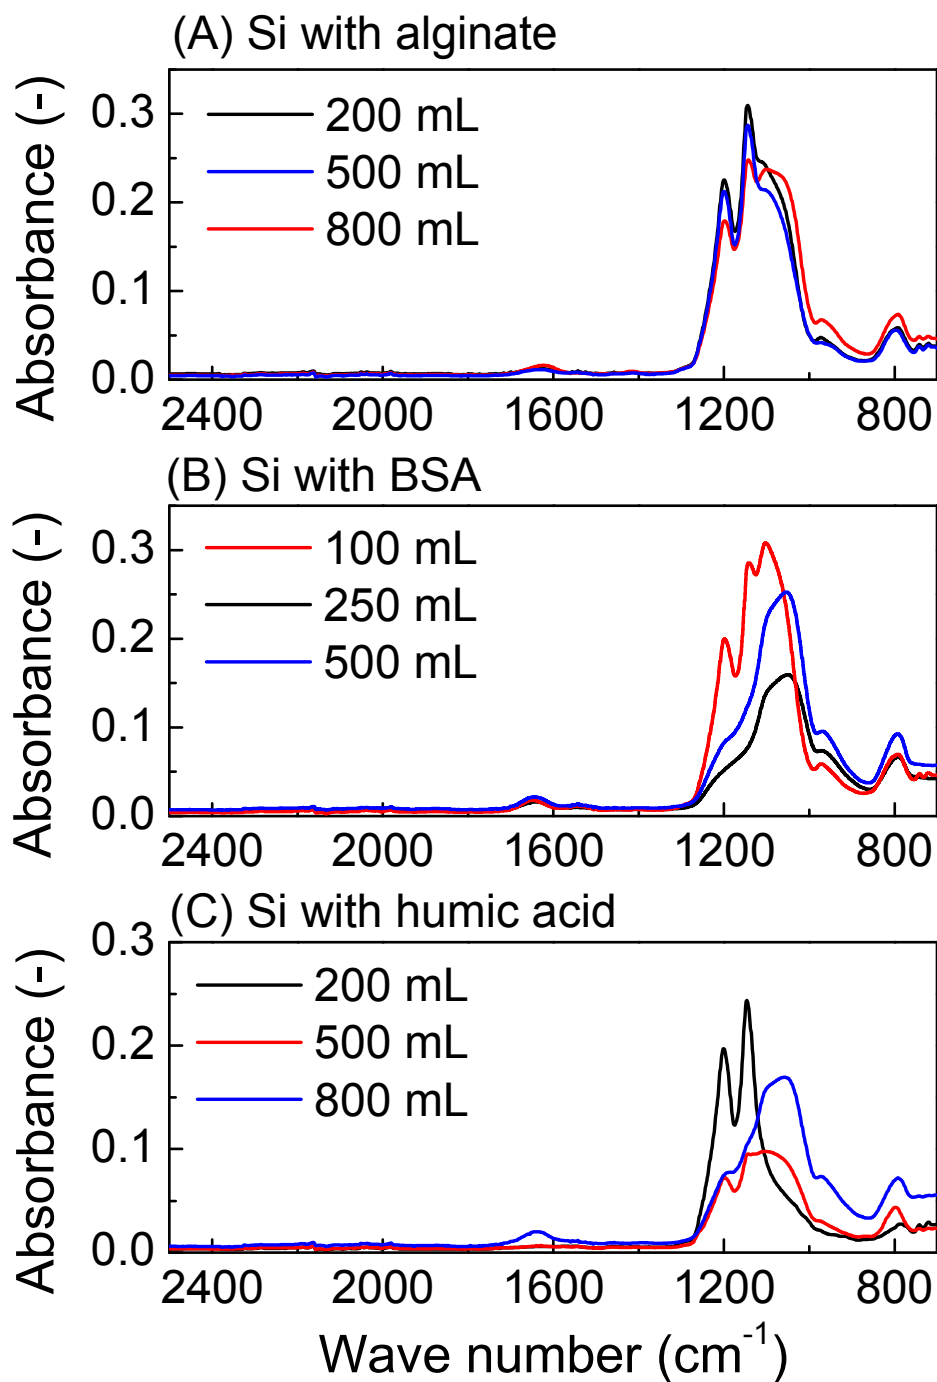 (A) Si with alginate
Absorbance (-)
0.3
0.2
0.1
0.0
200 mL
500 mL
800 mL
2400 2000 1600 1200 800
(B) Si with BSA
Absorbance (-)
0.3
0.2
0.1
0.0
100 mL
250 mL
500 mL
2400 2000 1600 1200 800
(C) Si with humic acid
Absorbance (-)
0.3
0.2
0.1
0.0
200 mL
500 mL
800 mL
2400 2000 1600 1200 800
Wave number (cm⁻¹)